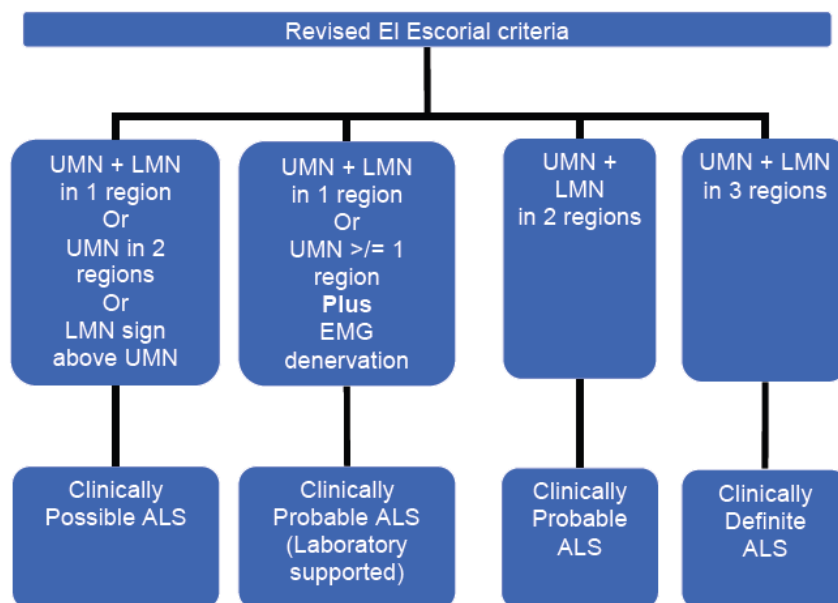 Revised El Escorial criteria
UMN + LMN
in 1 region
Or
UMN in 2
regions
Or
LMN sign
above UMN
UMN + LMN
in 1 region
Or
UMN >/= 1
region
Plus
EMG
denervation
UMN +
LMN
in 2 regions
UMN + LMN
in 3 regions
Clinically
Possible ALS
Clinically
Probable ALS
(Laboratory
supported)
Clinically
Probable
ALS
Clinically
Definite
ALS